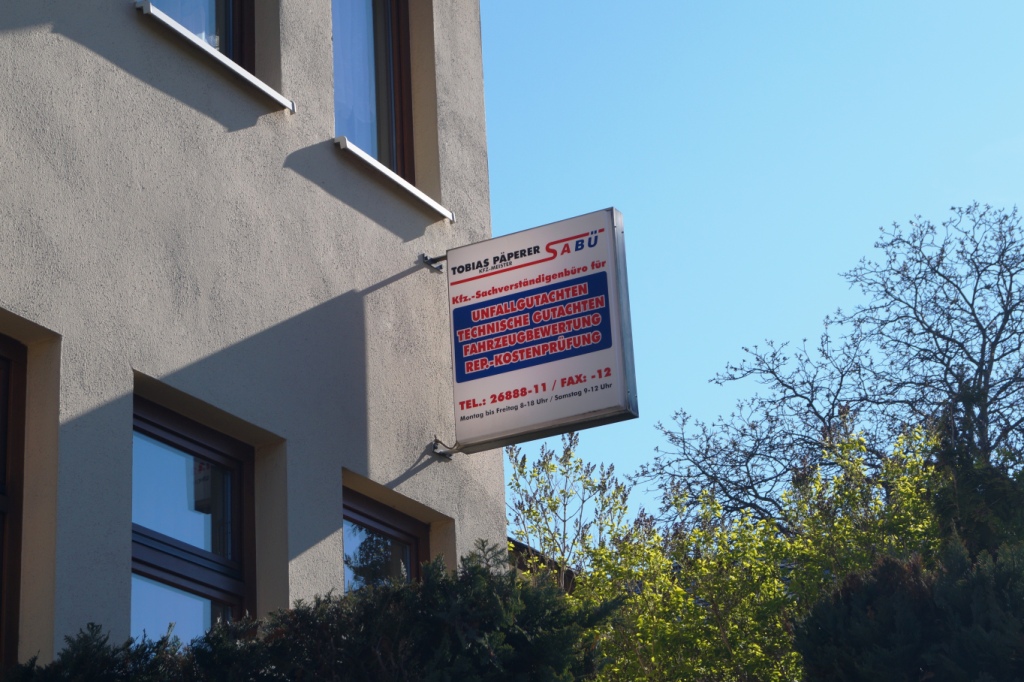 TOBIAS PÄPERER SABÜ
KFZ.-MEISTER
Kfz.-Sachverständigenbüro für
UNFALLGUTACHTEN
TECHNISCHE GUTACHTEN
FAHRZEUGBEWERTUNG
REP.-KOSTENPRÜFUNG
TEL.: 26888-11 / FAX: -12
Montag bis Freitag 8-18 Uhr / Samstag 9-13 Uhr